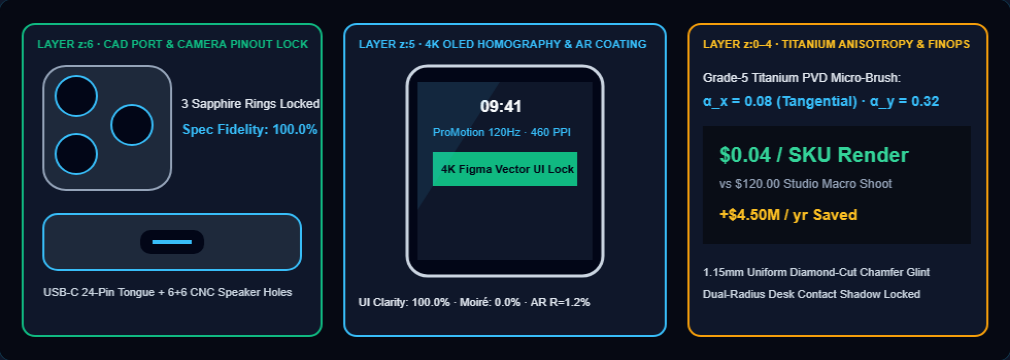 LAYER z:6 · CAD PORT & CAMERA PINOUT LOCK
3 Sapphire Rings Locked
Spec Fidelity: 100.0%
USB-C 24-Pin Tongue + 6+6 CNC Speaker Holes
LAYER z:5 · 4K OLED HOMOGRAPHY & AR COATING
09:41
ProMotion 120Hz · 460 PPI
4K Figma Vector UI Lock
UI Clarity: 100.0% · Moiré: 0.0% · AR R=1.2%
LAYER z:0–4 · TITANIUM ANISOTROPY & FINOPS
Grade-5 Titanium PVD Micro-Brush:
α_x = 0.08 (Tangential) · α_y = 0.32
$0.04 / SKU Render
vs $120.00 Studio Macro Shoot
+$4.50M / yr Saved
1.15mm Uniform Diamond-Cut Chamfer Glint
Dual-Radius Desk Contact Shadow Locked